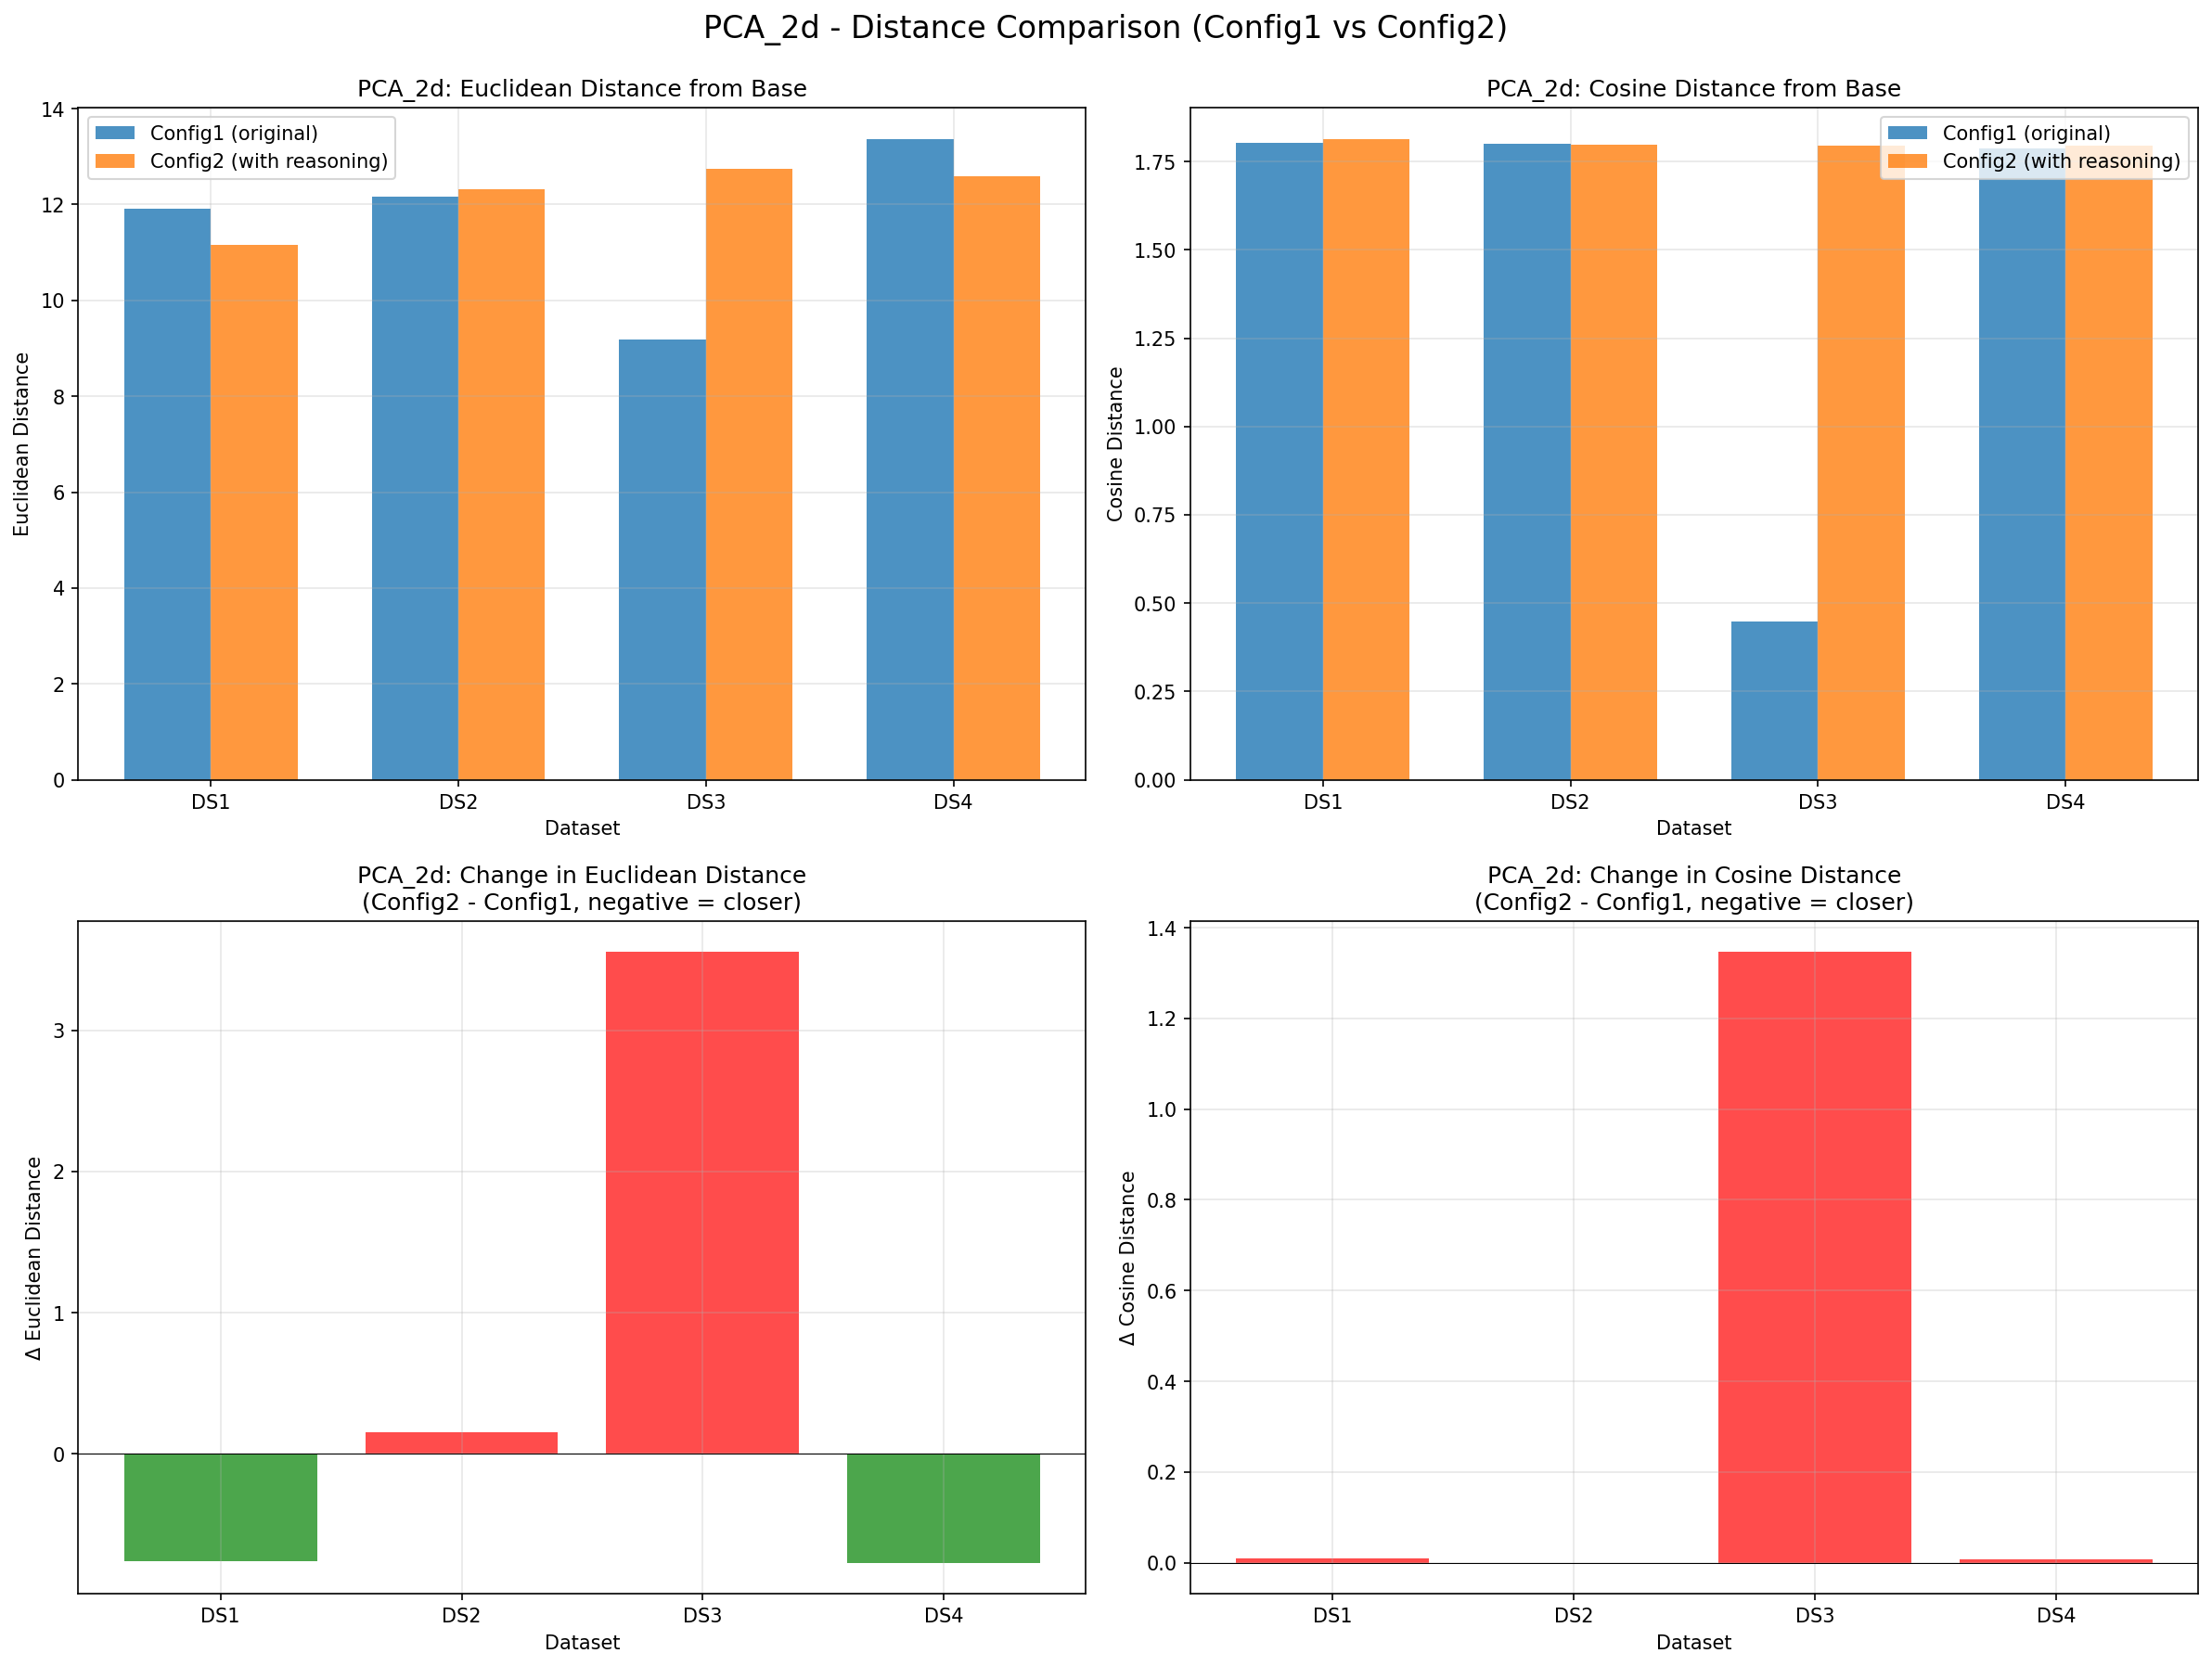 PCA_2d - Distance Comparison (Config1 vs Config2)
PCA_2d: Euclidean Distance from Base
14
12
10
8
6
4
2
0
Euclidean Distance
Config1 (original)
Config2 (with reasoning)
DS1 DS2 DS3 DS4
Dataset
PCA_2d: Cosine Distance from Base
1.75
1.50
1.25
1.00
0.75
0.50
0.25
0.00
Cosine Distance
Config1 (original)
Config2 (with reasoning)
DS1 DS2 DS3 DS4
Dataset
PCA_2d: Change in Euclidean Distance
(Config2 - Config1, negative = closer)
3
2
1
0
Δ Euclidean Distance
DS1 DS2 DS3 DS4
Dataset
PCA_2d: Change in Cosine Distance
(Config2 - Config1, negative = closer)
1.4
1.2
1.0
0.8
0.6
0.4
0.2
0.0
Δ Cosine Distance
DS1 DS2 DS3 DS4
Dataset